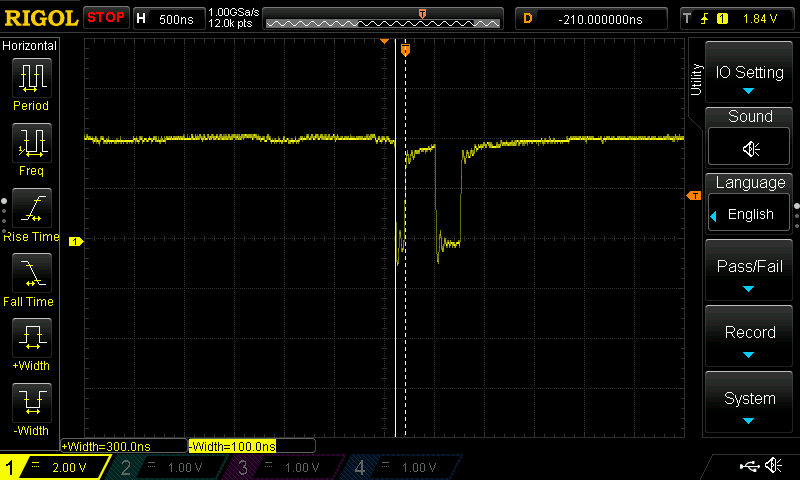 RIGOL STOP H 500ns 1.00GSa/s 12.0k pts T D -210.000000ns T 1 1.84 V
Horizontal
Period
Freq
Rise Time
Fall Time
+Width
-Width
T
1
T
+Width=300.0ns -Width=100.0ns
Utility
IO Setting
Sound
Language
English
Pass/Fail
Record
System
1 2.00 V 2 1.00 V 3 1.00 V 4 1.00 V